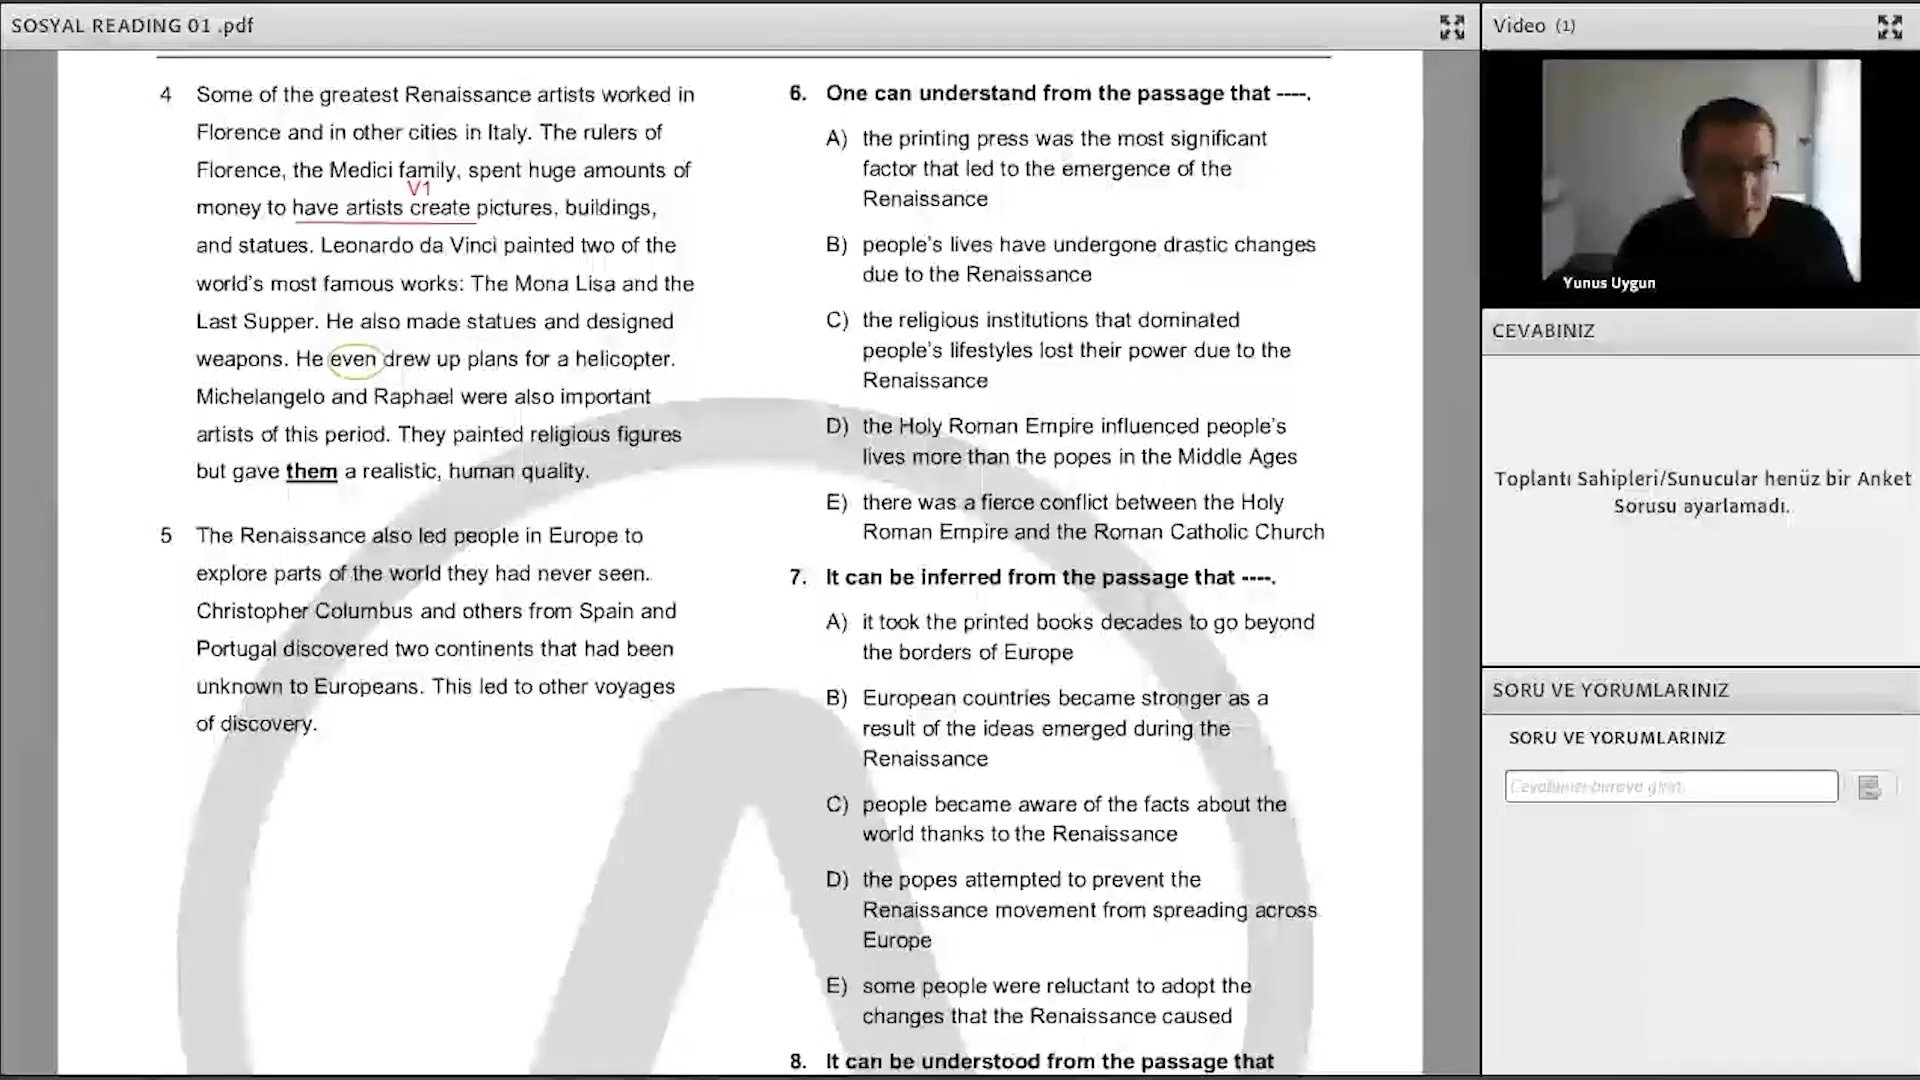 SOSYAL READING 01 .pdf
4 Some of the greatest Renaissance artists worked in
Florence and in other cities in Italy. The rulers of
Florence, the Medici family, spent huge amounts of
V1
money to have artists create pictures, buildings,
and statues. Leonardo da Vinci painted two of the
world's most famous works: The Mona Lisa and the
Last Supper. He also made statues and designed
weapons. He even drew up plans for a helicopter.
Michelangelo and Raphael were also important
artists of this period. They painted religious figures
but gave them a realistic, human quality.
5 The Renaissance also led people in Europe to
explore parts of the world they had never seen.
Christopher Columbus and others from Spain and
Portugal discovered two continents that had been
unknown to Europeans. This led to other voyages
of discovery.
6. One can understand from the passage that ----.
A) the printing press was the most significant
factor that led to the emergence of the
Renaissance
B) people's lives have undergone drastic changes
due to the Renaissance
C) the religious institutions that dominated
people's lifestyles lost their power due to the
Renaissance
D) the Holy Roman Empire influenced people's
lives more than the popes in the Middle Ages
E) there was a fierce conflict between the Holy
Roman Empire and the Roman Catholic Church
7. It can be inferred from the passage that ----.
A) it took the printed books decades to go beyond
the borders of Europe
B) European countries became stronger as a
result of the ideas emerged during the
Renaissance
C) people became aware of the facts about the
world thanks to the Renaissance
D) the popes attempted to prevent the
Renaissance movement from spreading across
Europe
E) some people were reluctant to adopt the
changes that the Renaissance caused
8. It can be understood from the passage that
Video (1)
Yunus Uygun
CEVABINIZ
Toplantı Sahipleri/Sunucular henüz bir Anket
Sorusu ayarlamadı.
SORU VE YORUMLARINIZ
SORU VE YORUMLARINIZ